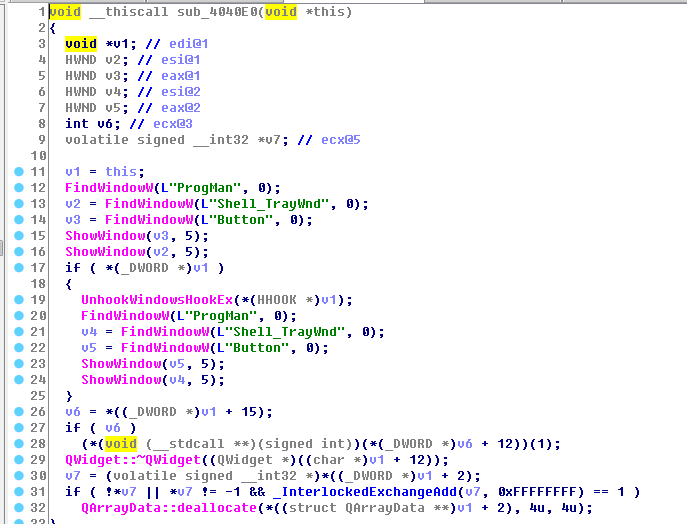 1 void __thiscall sub_4040E0(void *this)
2 {
3 void *v1; // edi@1
4 HWND v2; // esi@1
5 HWND v3; // eax@1
6 HWND v4; // esi@2
7 HWND v5; // eax@2
8 int v6; // ecx@3
9 volatile signed __int32 *v7; // ecx@5
10
11 v1 = this;
12 FindWindowW(L"ProgMan", 0);
13 v2 = FindWindowW(L"Shell_TrayWnd", 0);
14 v3 = FindWindowW(L"Button", 0);
15 ShowWindow(v3, 5);
16 ShowWindow(v2, 5);
17 if ( *(_DWORD *)v1 )
18 {
19 UnhookWindowsHookEx(*(HHOOK *)v1);
20 FindWindowW(L"ProgMan", 0);
21 v4 = FindWindowW(L"Shell_TrayWnd", 0);
22 v5 = FindWindowW(L"Button", 0);
23 ShowWindow(v5, 5);
24 ShowWindow(v4, 5);
25 }
26 v6 = *((_DWORD *)v1 + 15);
27 if ( v6 )
28 (*(void (__stdcall **)(signed int))(*(_DWORD *)v6 + 12))(1);
29 QWidget::~QWidget((QWidget *)((char *)v1 + 12));
30 v7 = (volatile signed __int32 *)*((_DWORD *)v1 + 2);
31 if ( !*v7 || *v7 != -1 && _InterlockedExchangeAdd(v7, 0xFFFFFFFF) == 1 )
32 QArrayData::deallocate(*((struct QArrayData **)v1 + 2), 4u, 4u);